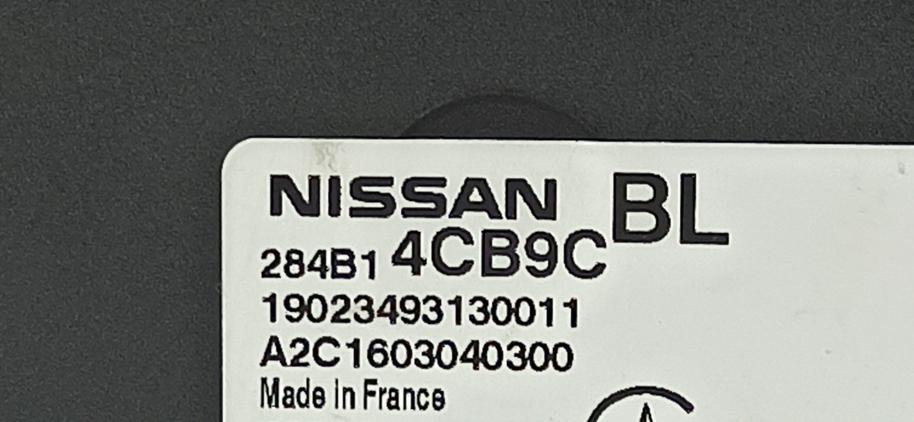 NISSAN BL
284B1 4CB9C
19023493130011
A2C1603040300
Made in France